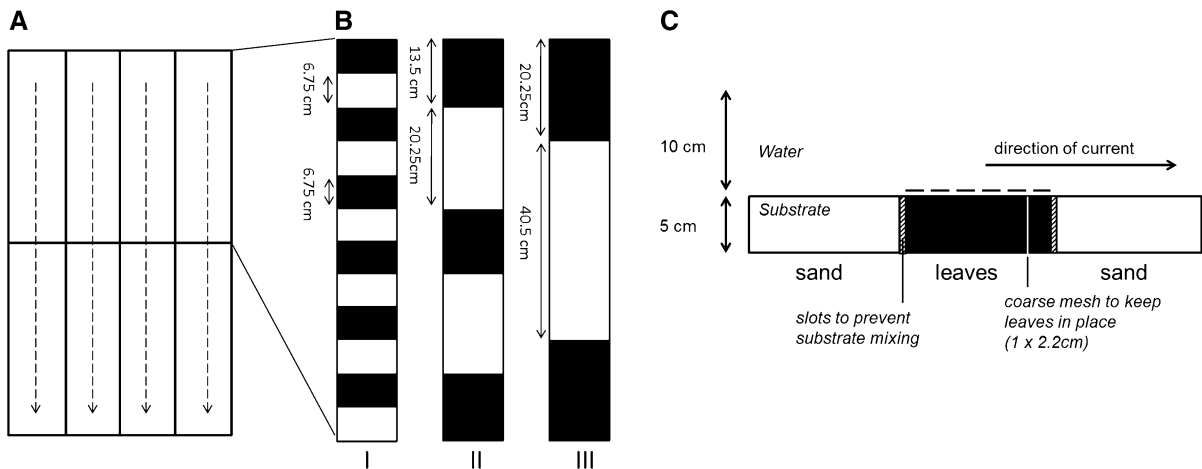 A
B
6.75 cm
6.75 cm
I
13.5 cm
20.25cm
II
20.25cm
40.5 cm
III
C
10 cm
Water
direction of current
5 cm
Substrate
sand
leaves
sand
slots to prevent
substrate mixing
coarse mesh to keep
leaves in place
(1 x 2.2cm)